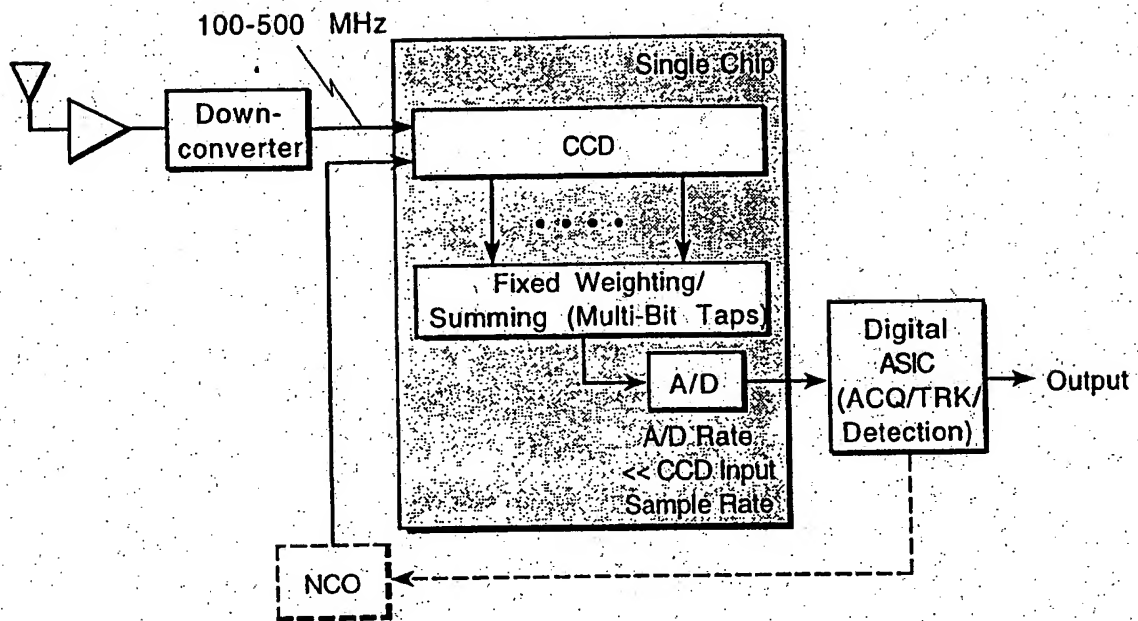 100-500 MHz
Single Chip
Down-
converter
CCD
Fixed Weighting/
Summing (Multi-Bit Taps)
A/D
A/D Rate
<< CCD Input
Sample Rate
Digital
ASIC
(ACQ/TRK/
Detection)
Output
NCO